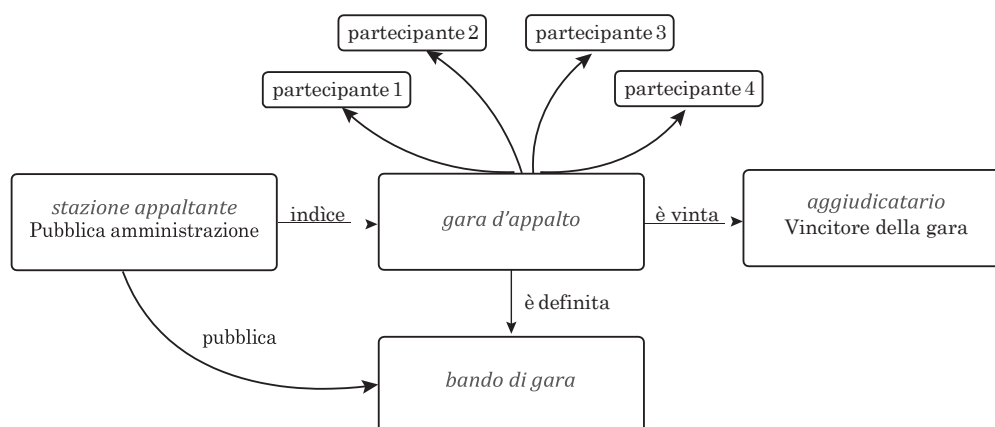 partecipante 2
partecipante 3
partecipante 1
partecipante 4
stazione appaltante
Pubblica amministrazione
indìce
gara d’appalto
è vinta
aggiudicatario
Vincitore della gara
è definita
pubblica
bando di gara